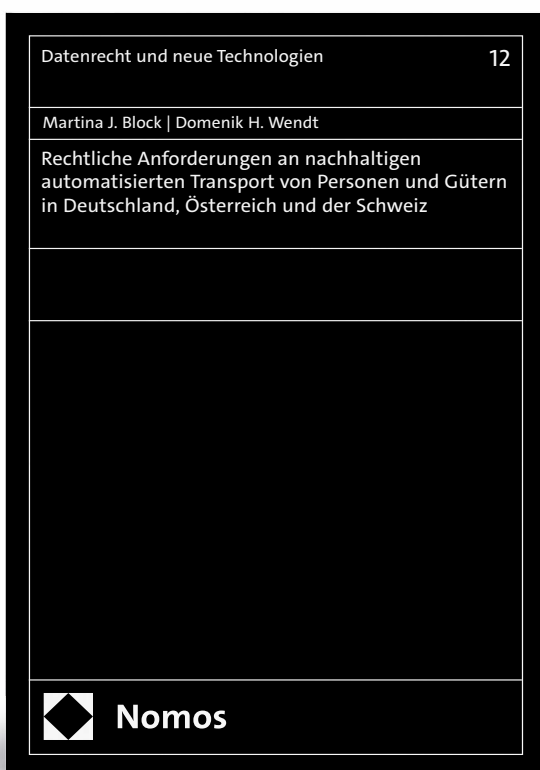 Datenrecht und neue Technologien 12
Martina J. Block | Domenik H. Wendt
Rechtliche Anforderungen an nachhaltigen
automatisierten Transport von Personen und Gütern
in Deutschland, Österreich und der Schweiz
Nomos